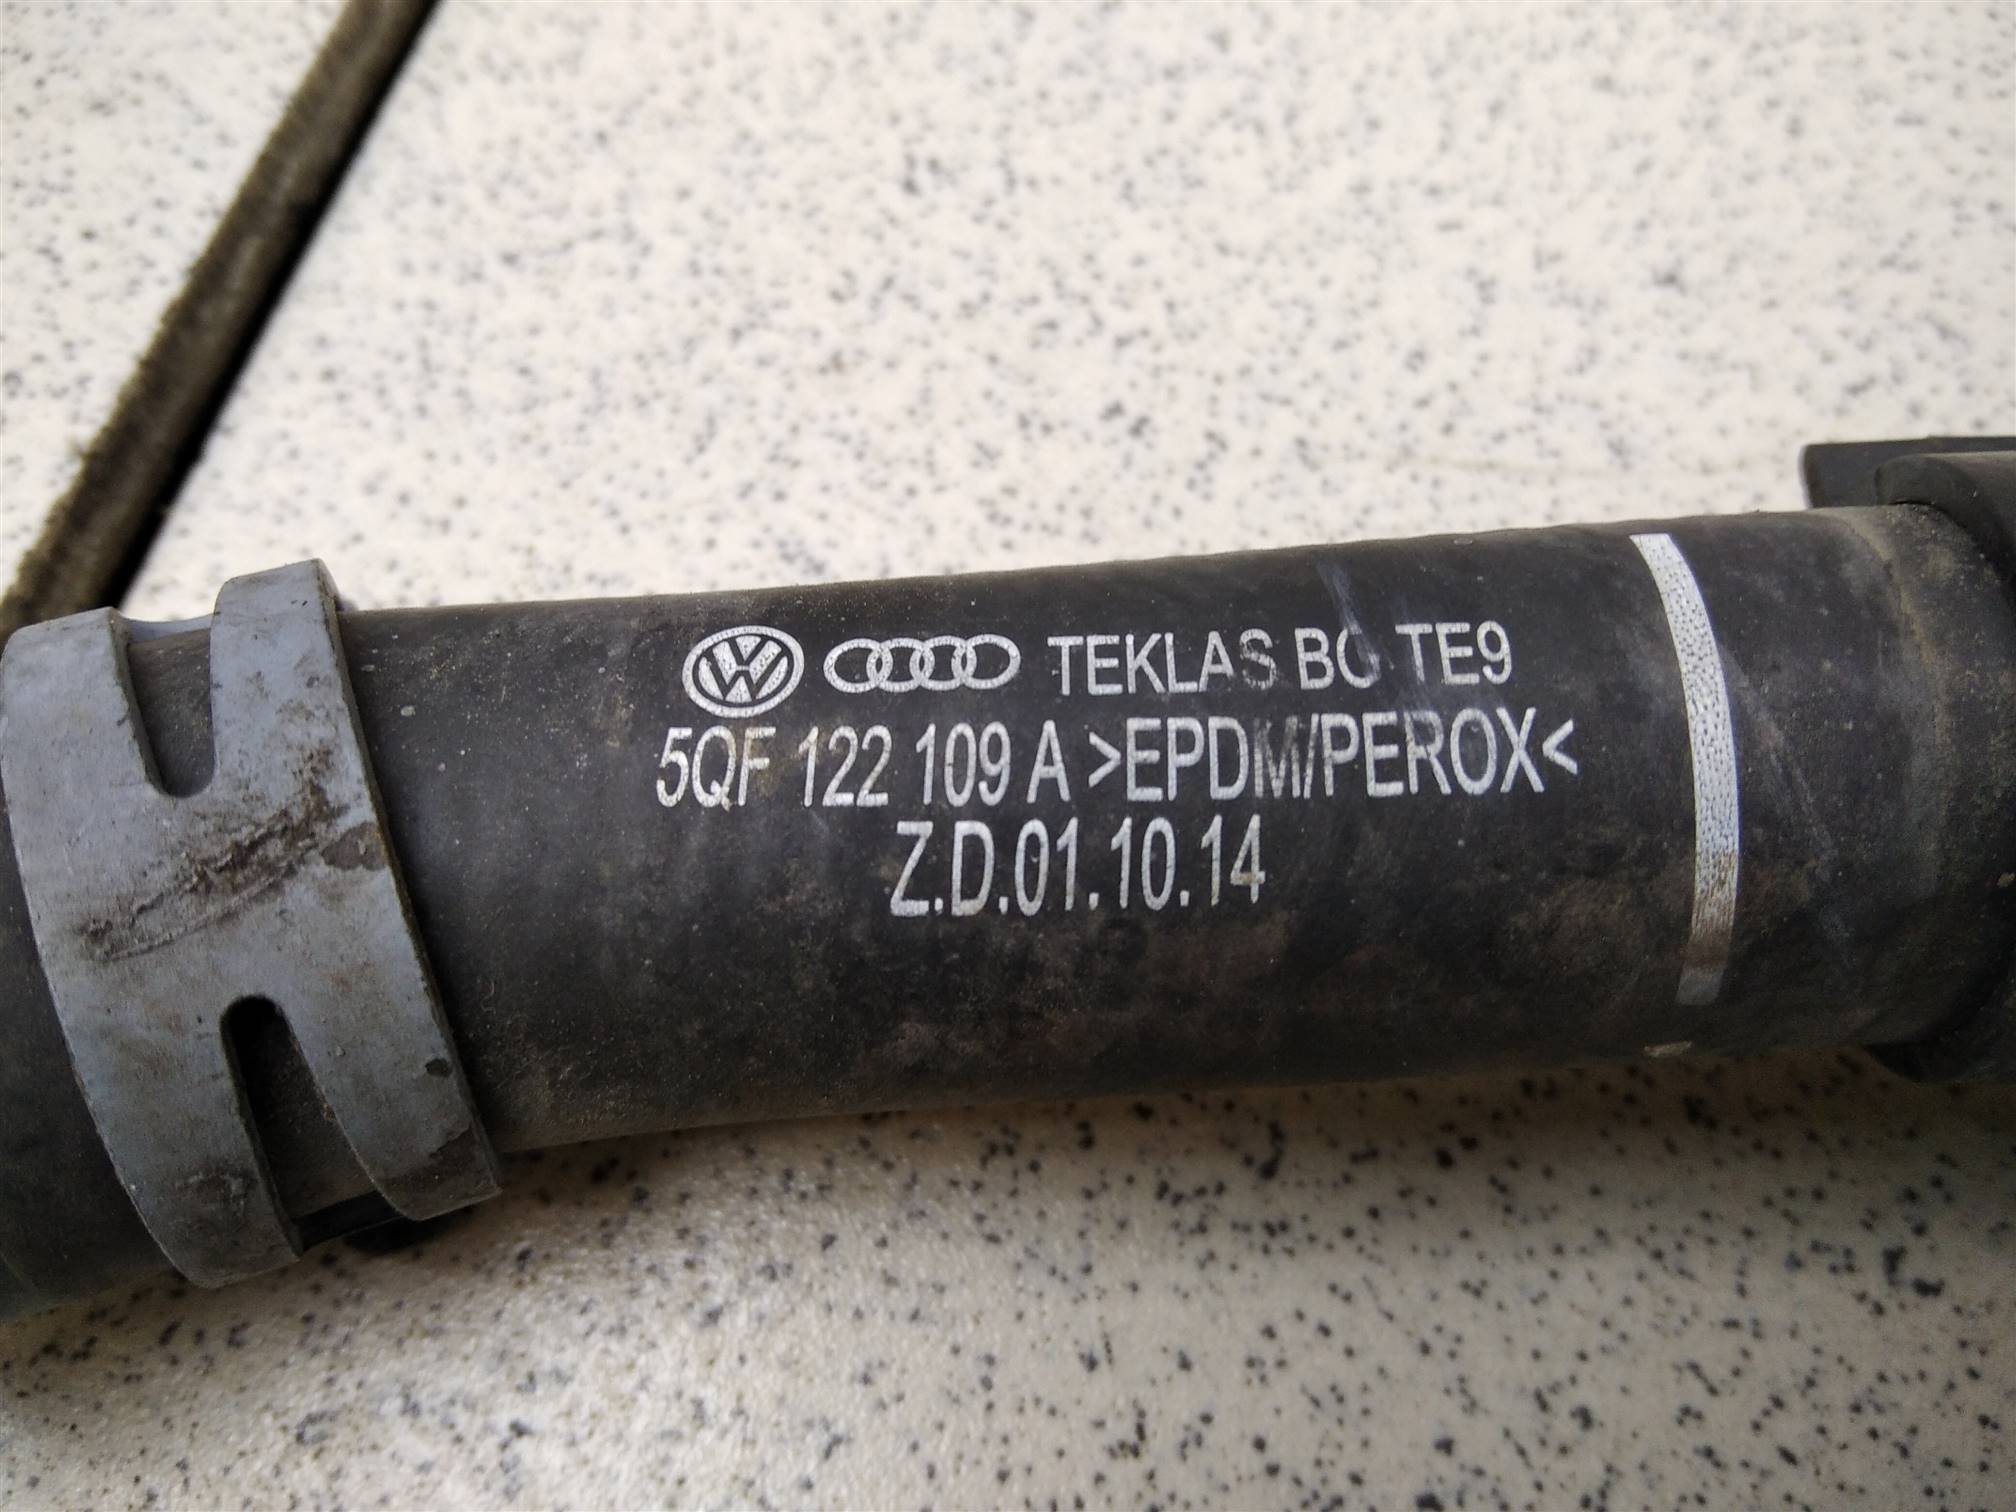 TEKLAS BG TE9
5QF 122 109 A >EPDM/PEROX<
Z.D.01.10.14